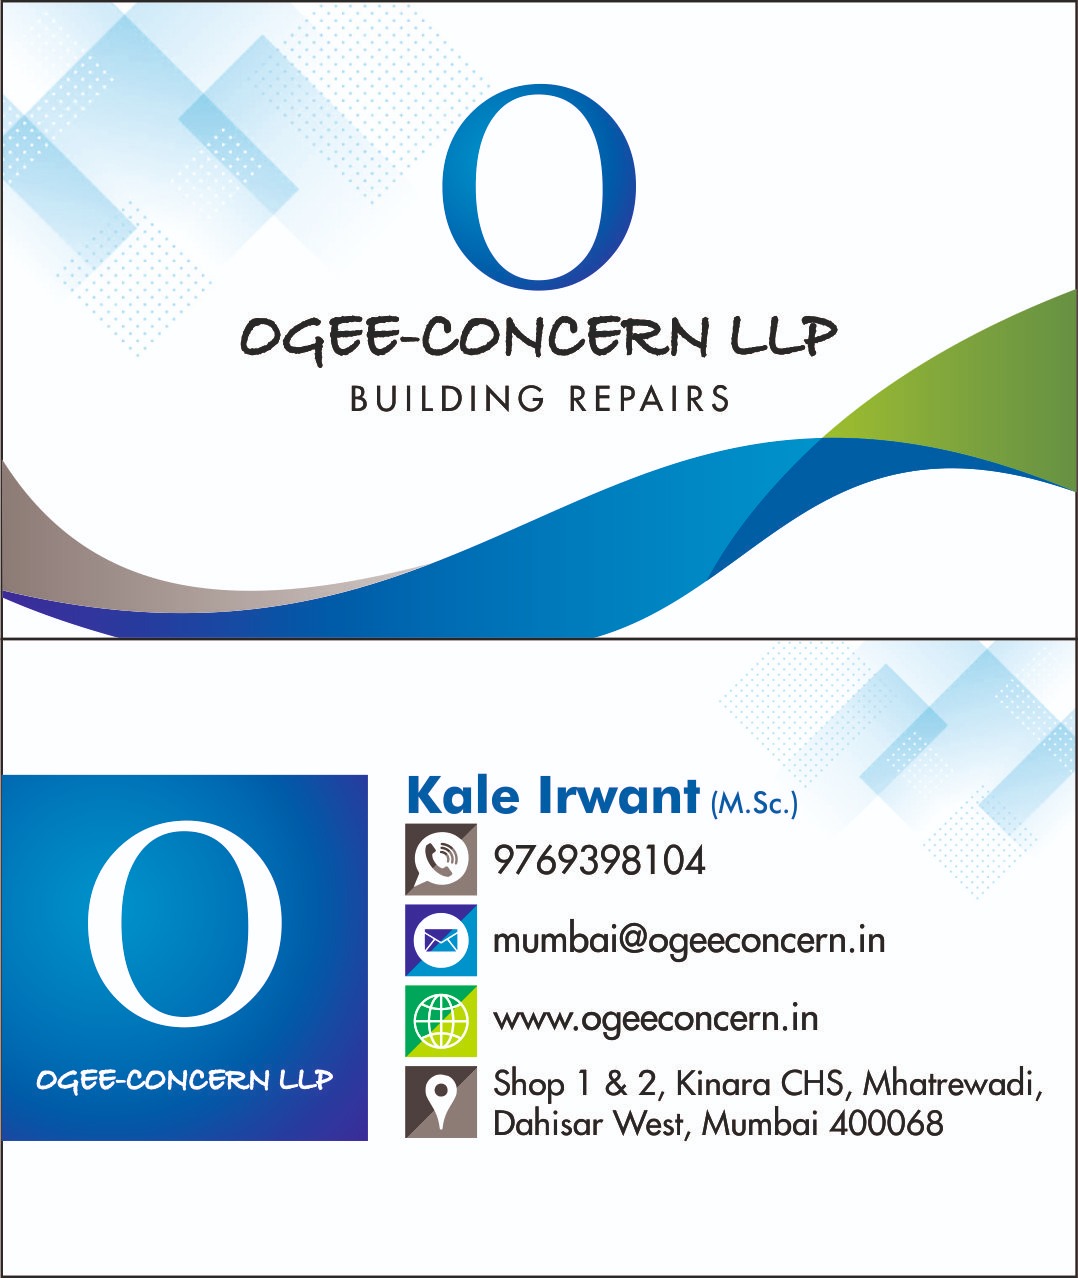 O
OGEE-CONCERN LLP
BUILDING REPAIRS
O
OGEE-CONCERN LLP
Kale Irwant (M.Sc.)
9769398104
mumbai@ogeeconcern.in
www.ogeeconcern.in
Shop 1 & 2, Kinara CHS, Mhatrewadi,
Dahisar West, Mumbai 400068